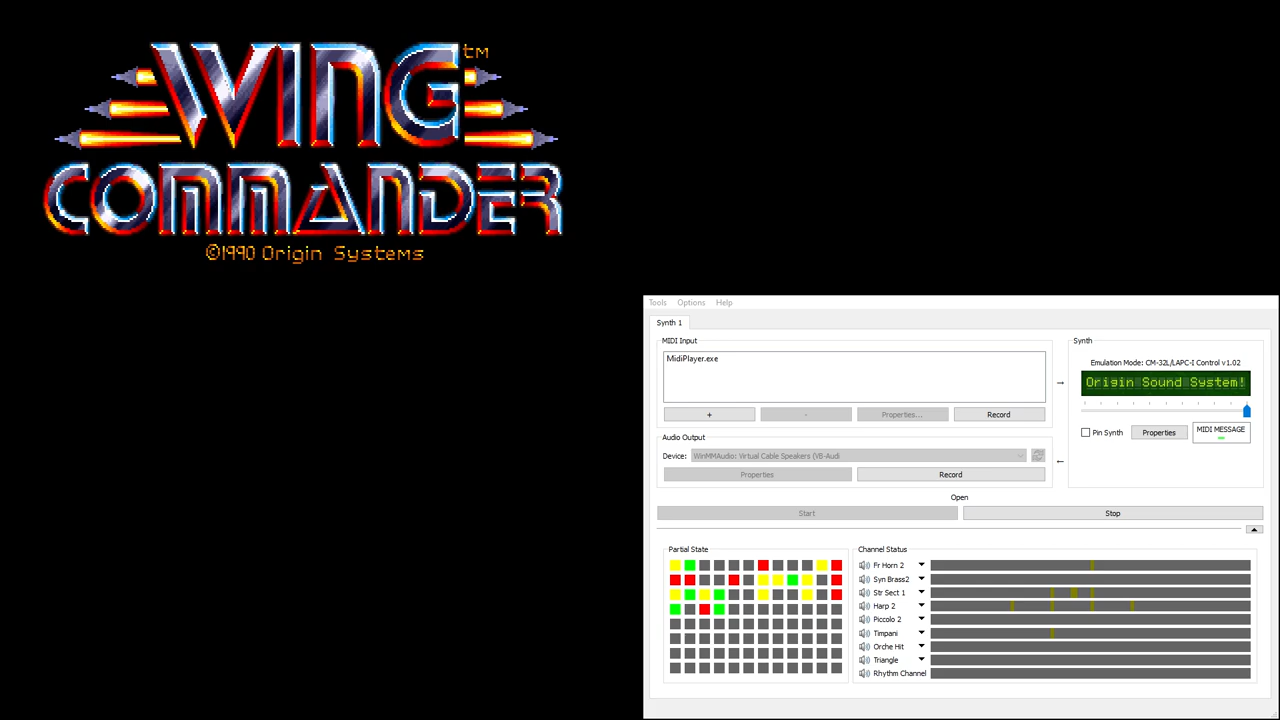 WING™
COMMANDER
©1990 Origin Systems
Tools Options Help
Synth 1
MIDI Input
MidiPlayer.exe
+ - Properties... Record
Audio Output
Device: WinMMAudio: Virtual Cable Speakers (VB-Audi
Properties Record
Synth
Emulation Mode: CM-32L/LAPC-I Control v1.02
Origin Sound System!
Pin Synth Properties MIDI MESSAGE
Open
Start Stop
Partial State
Channel Status
Fr Horn 2
Syn Brass2
Str Sect 1
Harp 2
Piccolo 2
Timpani
Orche Hit
Triangle
Rhythm Channel